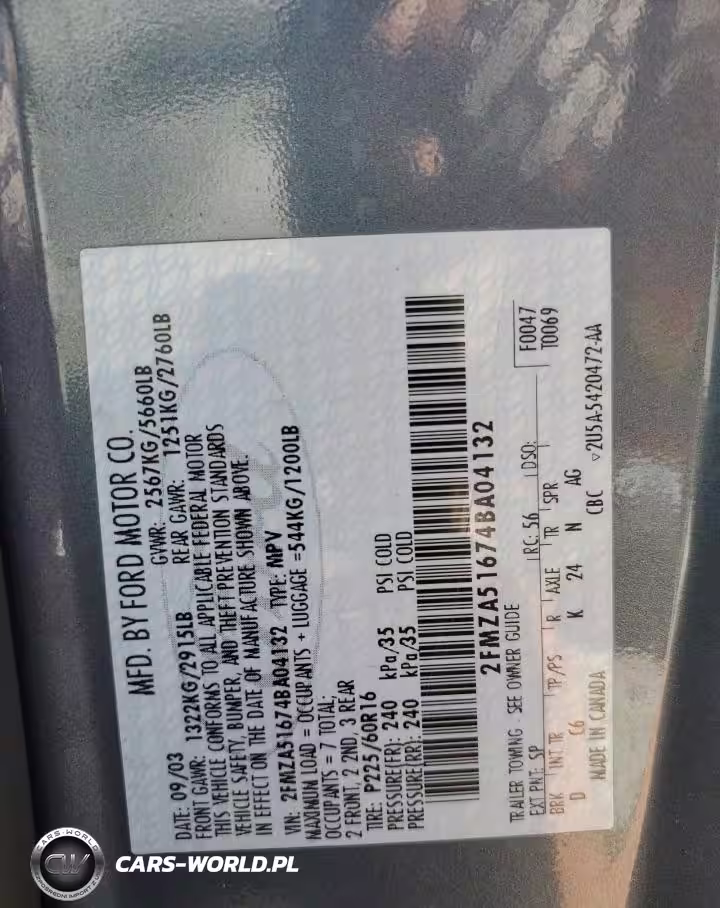 MFD. BY FORD MOTOR CO.
DATE: 09/03 GVWR: 2567KG/5660LB
FRONT GAWR: 1322KG/2915LB REAR GAWR: 1251KG/2760LB
THIS VEHICLE CONFORMS TO ALL APPLICABLE FEDERAL MOTOR
VEHICLE SAFETY, BUMPER, AND THEFT PREVENTION STANDARDS
IN EFFECT ON THE DATE OF MANUFACTURE SHOWN ABOVE.
VIN: 2FMZA51674BA04132 TYPE: MPV
MAXIMUM LOAD = OCCUPANTS + LUGGAGE =544KG/1200LB
OCCUPANTS = 7 TOTAL;
2 FRONT, 2 2ND, 3 REAR
TIRE: P225/60R16
PRESSURE(FR): 240 kPa/35 PSI COLD
PRESSURE(RR): 240 kPa/35 PSI COLD
2FMZA51674BA04132
TRAILER TOWING - SEE OWNER GUIDE
F0047
T0069
EXT PNT: SP RC: 56 DSO:
BRK INT TR TP/PS R AXLE TR SPR
D C6 K 24 N AG
MADE IN CANADA CBC ▽2U5A-5420472-AA
CARS-WORLD
CW
CARS-WORLD.PL